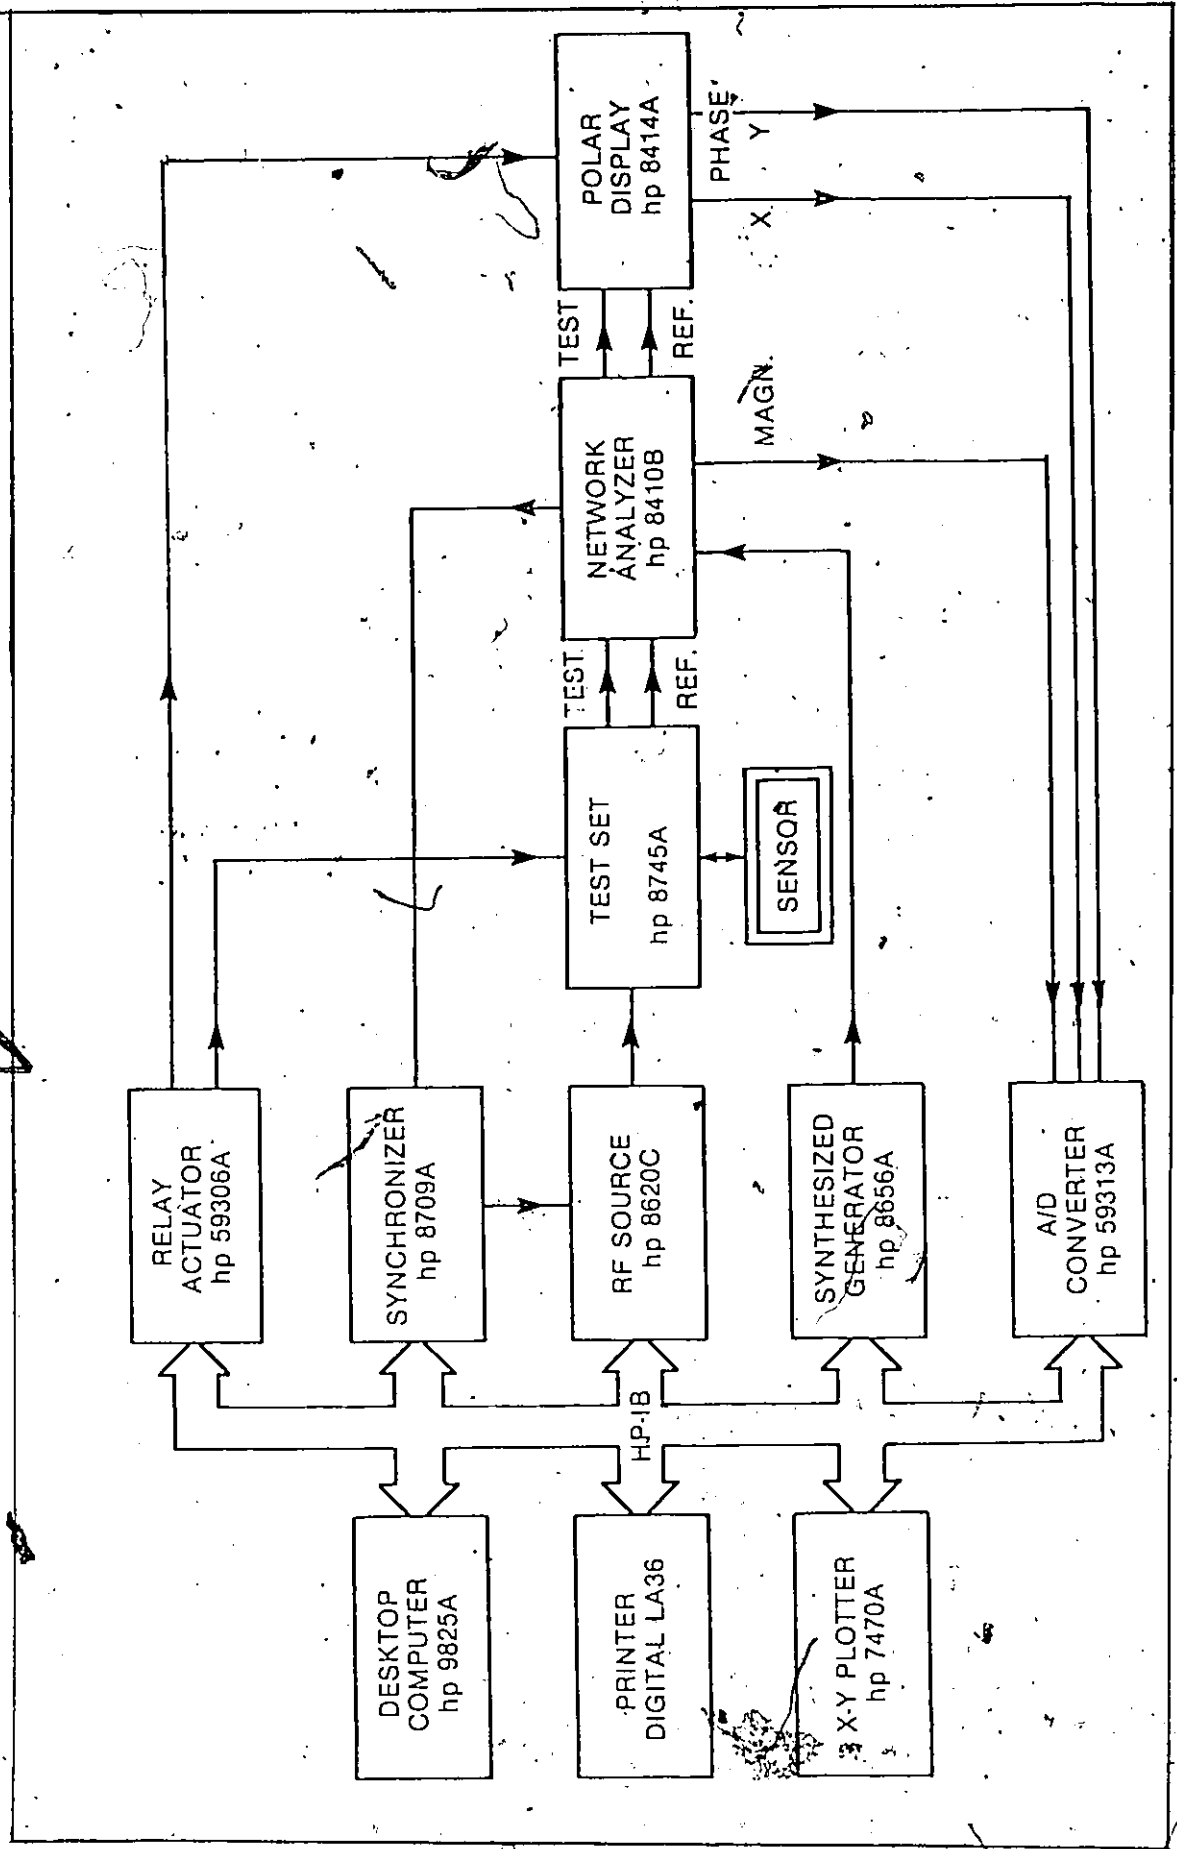 RELAY
ACTUATOR
hp 59306A
POLAR
DISPLAY
hp 8414A
DESKTOP
COMPUTER
hp 9825A
SYNCHRONIZER
hp 8709A
PRINTER
DIGITAL LA36
HP-IB
RF SOURCE
hp 8620C
TEST SET
hp 8745A
TEST
REF.
NETWORK
ANALYZER
hp 8410B
TEST
REF.
PHASE
X
Y
SENSOR
MAGN.
X-Y PLOTTER
hp 7470A
SYNTHESIZED
GENERATOR
hp 8656A
A/D
CONVERTER
hp 59313A